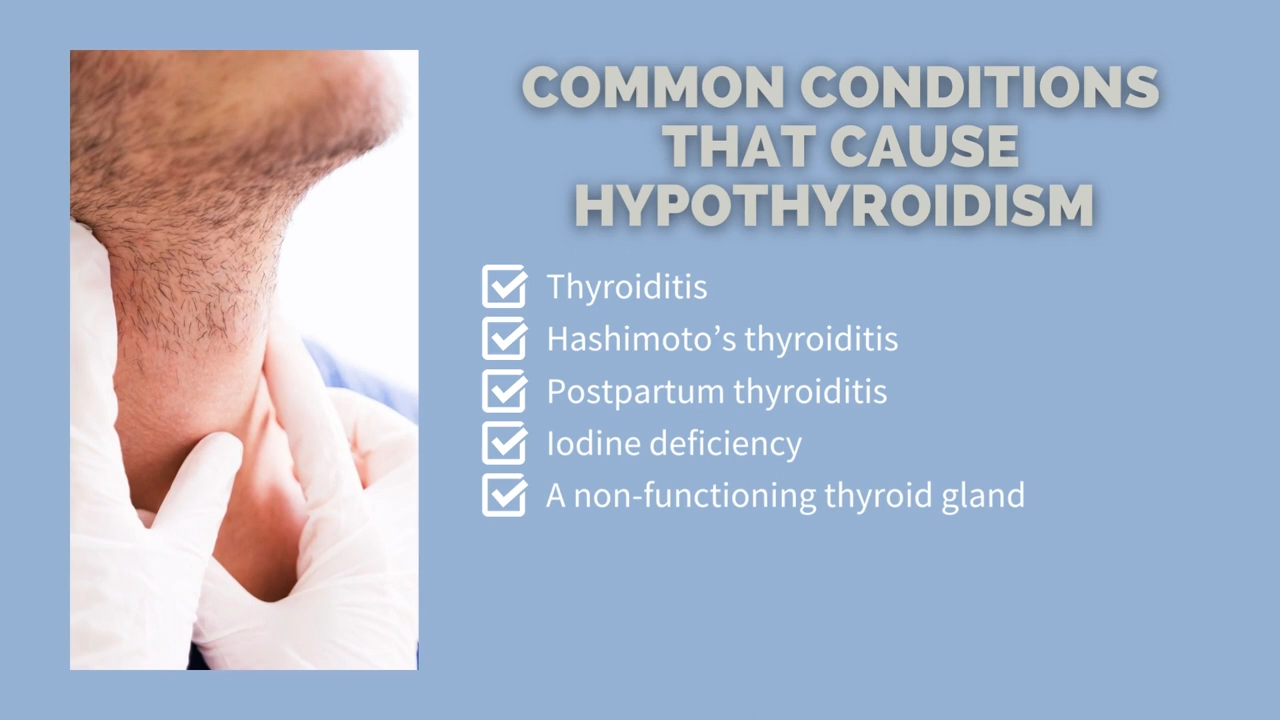 COMMON CONDITIONS
THAT CAUSE
HYPOTHYROIDISM
Thyroiditis
Hashimoto’s thyroiditis
Postpartum thyroiditis
Iodine deficiency
A non-functioning thyroid gland